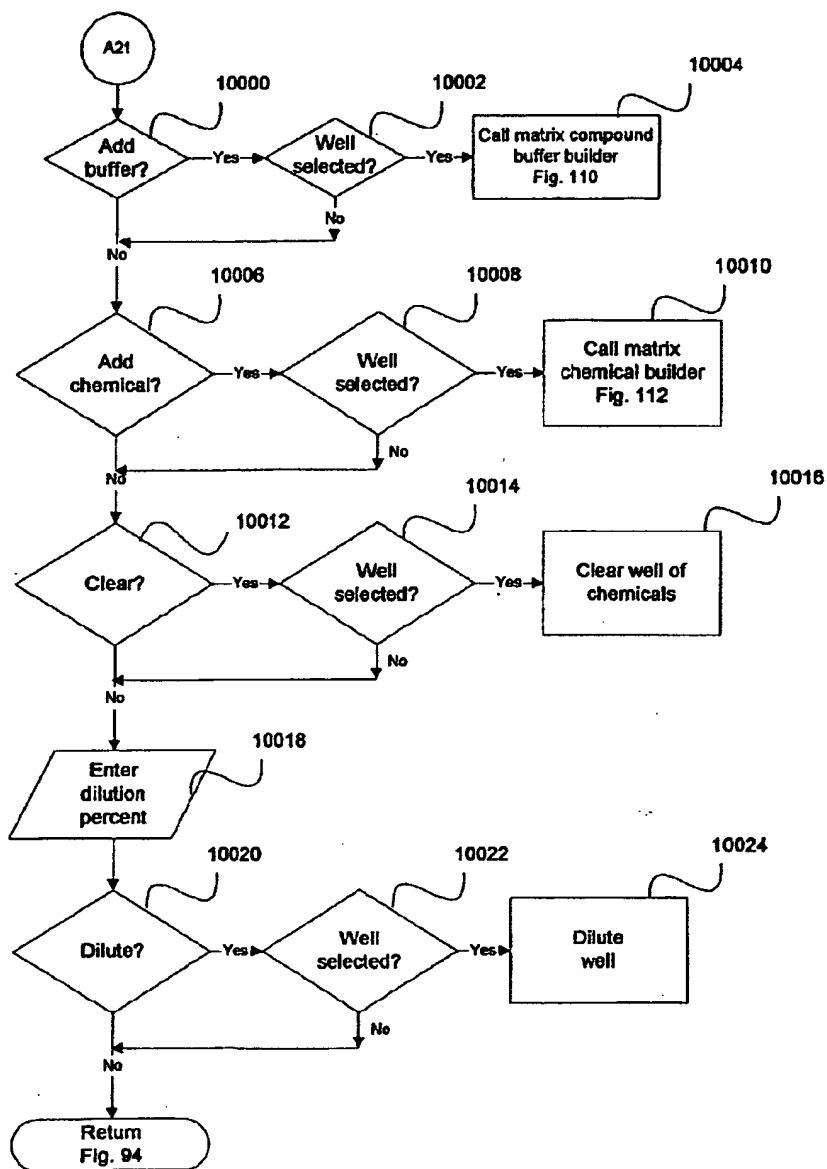 A21
10000
10002
10004
Add
buffer?
Yes
Well
selected?
Yes
Call matrix compound
buffer builder
Fig. 110
No
No
10006
10008
10010
Add
chemical?
Yes
Well
selected?
Yes
Call matrix
chemical builder
Fig. 112
No
No
10012
10014
10016
Clear?
Yes
Well
selected?
Yes
Clear well of
chemicals
No
No
10018
Enter
dilution
percent
10020
10022
10024
Dilute?
Yes
Well
selected?
Yes
Dilute
well
No
No
Return
Fig. 94